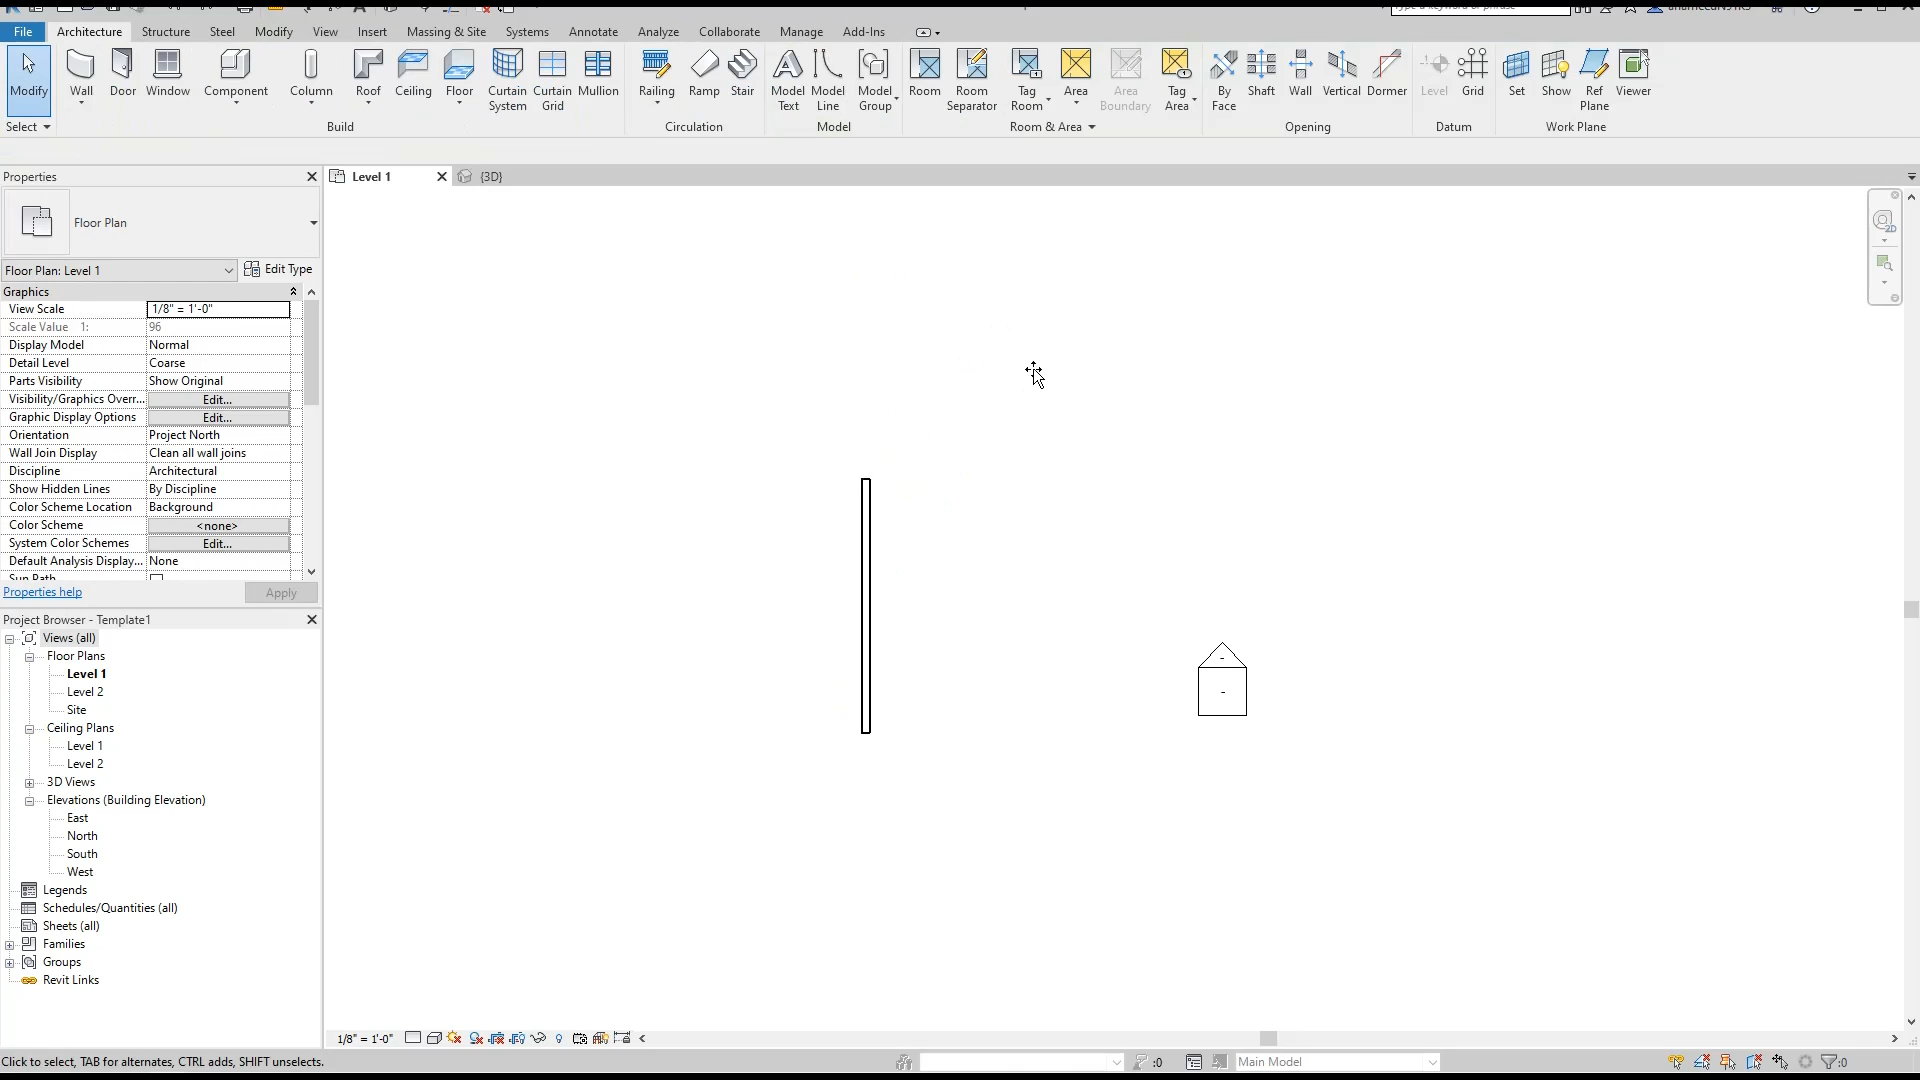 File Architecture Structure Steel Modify View Insert Massing & Site Systems Annotate Analyze Collaborate Manage Add-Ins
Modify Wall Door Window Component Column Roof Ceiling Floor Curtain System Curtain Grid Mullion Railing Ramp Stair Model Text Model Line Model Group Room Room Separator Tag Room Area Area Boundary Tag Area By Face Shaft Wall Vertical Dormer Level Grid Set Show Ref Plane Viewer
Select Build Circulation Model Room & Area Opening Datum Work Plane
Properties
Level 1
{3D}
2D
Floor Plan
Floor Plan: Level 1
Edit Type
Graphics
View Scale 1/8" = 1'-0"
Scale Value 1: 96
Display Model Normal
Detail Level Coarse
Parts Visibility Show Original
Visibility/Graphics Overr... Edit...
Graphic Display Options Edit...
Orientation Project North
Wall Join Display Clean all wall joins
Discipline Architectural
Show Hidden Lines By Discipline
Color Scheme Location Background
Color Scheme <none>
System Color Schemes Edit...
Default Analysis Display... None
Sun Path
Properties help Apply
Project Browser - Template1
Views (all)
Floor Plans
Level 1
Level 2
Site
Ceiling Plans
Level 1
Level 2
3D Views
Elevations (Building Elevation)
East
North
South
West
Legends
Schedules/Quantities (all)
Sheets (all)
Families
Groups
Revit Links
1/8" = 1'-0"
Click to select, TAB for alternates, CTRL adds, SHIFT unselects.
:0
Main Model
:0